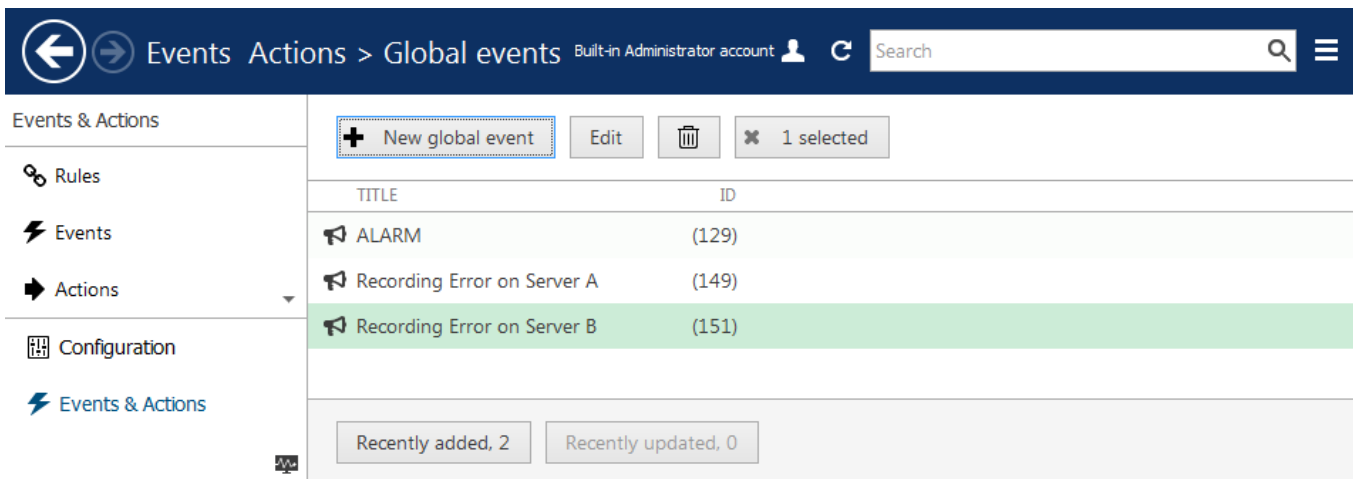 Events  Actions > Global events Built-in Administrator account Search
Events & Actions
Rules
Events
Actions
Configuration
Events & Actions
New global event Edit 1 selected
TITLE ID
ALARM (129)
Recording Error on Server A (149)
Recording Error on Server B (151)
Recently added, 2 Recently updated, 0